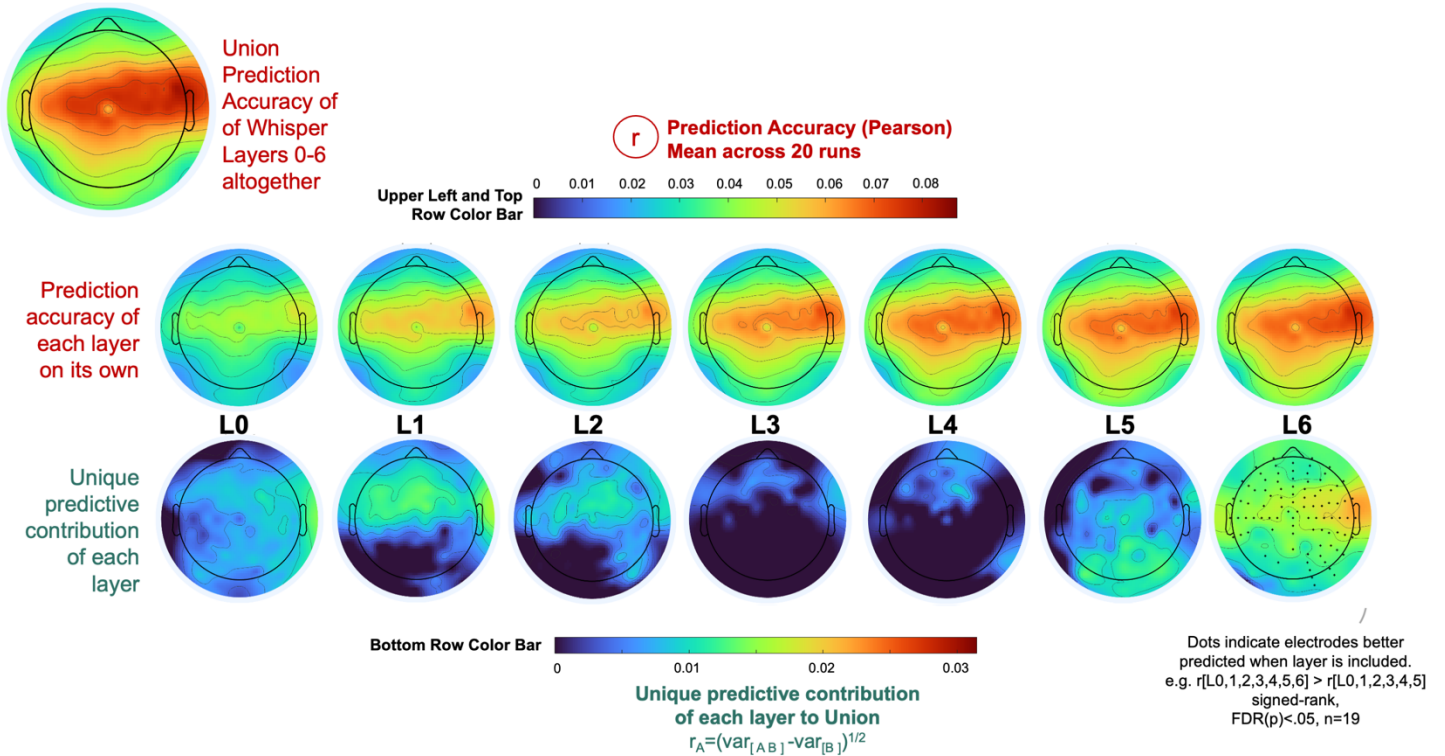 Union
Prediction
Accuracy of
of Whisper
Layers 0-6
altogether
r
Prediction Accuracy (Pearson)
Mean across 20 runs
Upper Left and Top
Row Color Bar
0 0.01 0.02 0.03 0.04 0.05 0.06 0.07 0.08
Prediction
accuracy of
each layer
on its own
L0 L1 L2 L3 L4 L5 L6
Unique
predictive
contribution
of each
layer
Bottom Row Color Bar
0 0.01 0.02 0.03
Unique predictive contribution
of each layer to Union
r_A=(var_[AB]-var_[B])^1/2
Dots indicate electrodes better
predicted when layer is included.
e.g. r[L0,1,2,3,4,5,6] > r[L0,1,2,3,4,5]
signed-rank,
FDR(p)<.05, n=19